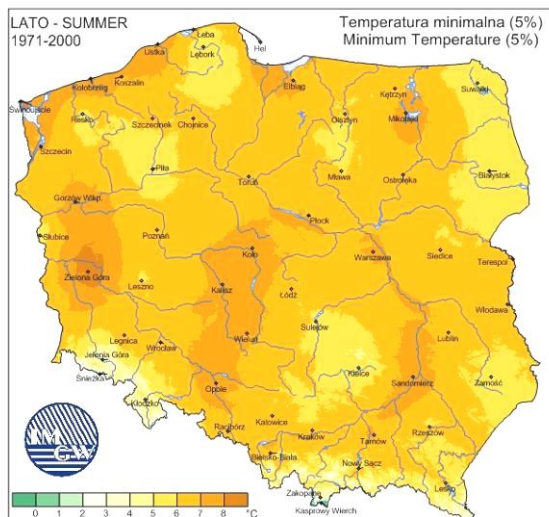 LATO - SUMMER
1971-2000
Temperatura minimalna (5%)
Minimum Temperature (5%)
Łeba
Hel
Ustka
Lębork
Koszalin
Kołobrzeg
Elbląg
Kętrzyn
Suwałki
Świnoujście
Resko
Szczecinek
Chojnice
Olsztyn
Mikołajki
Szczecin
Piła
Toruń
Mława
Ostrołęka
Białystok
Gorzów Wlkp.
Płock
Słubice
Poznań
Koło
Warszawa
Siedlce
Terespol
Zielona Góra
Leszno
Kalisz
Łódź
Włodawa
Sulejów
Legnica
Wrocław
Wieluń
Lublin
Jelenia Góra
Śnieżka
Kielce
Sandomierz
Zamość
Kłodzko
Opole
Katowice
Racibórz
Kraków
Tarnów
Rzeszów
Bielsko-Biała
Nowy Sącz
Lesko
Zakopane
Kasprowy Wierch
IM
GW
0 1 2 3 4 5 6 7 8 °C